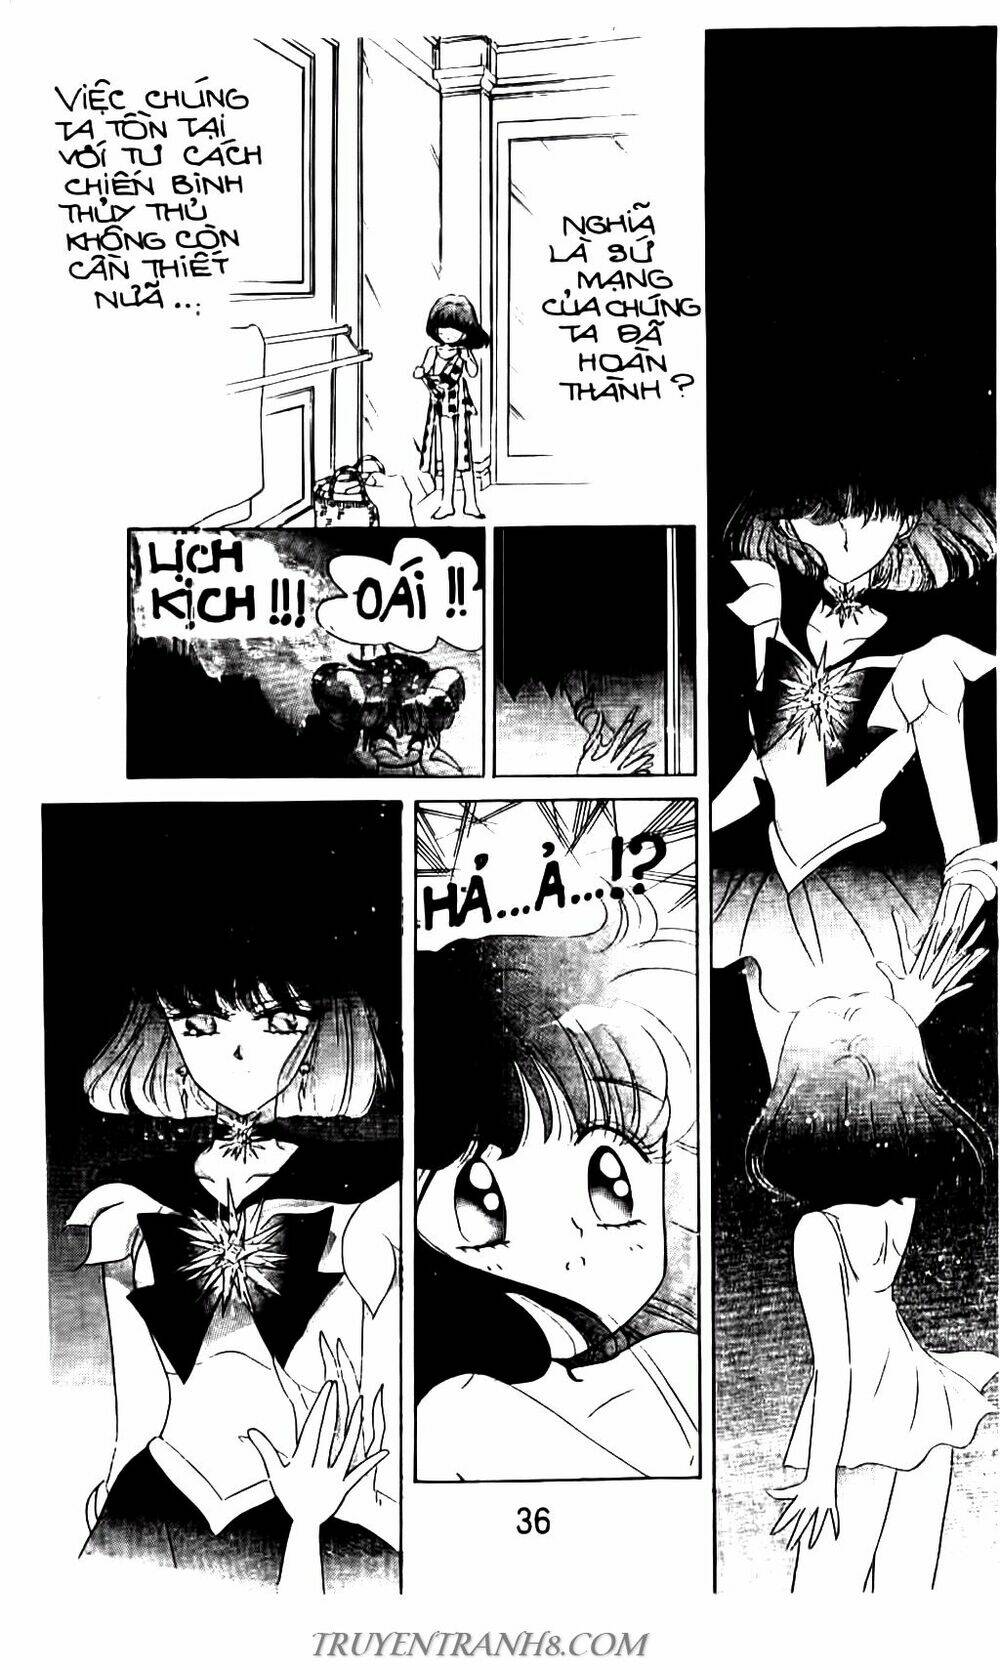 VIỆC CHÚNG
TA TỒN TẠI
VỚI TƯ CÁCH
CHIẾN BINH
THỦY THỦ
KHÔNG CÒN
CẦN THIẾT
NỮA...
NGHĨA
LÀ SỨ
MẠNG
CỦA CHÚNG
TA ĐÃ
HOÀN
THÀNH?
LỊCH
KỊCH!!!
OÁI!!
HẢ...Ả...!?
36
TRUYENTRANH8.COM